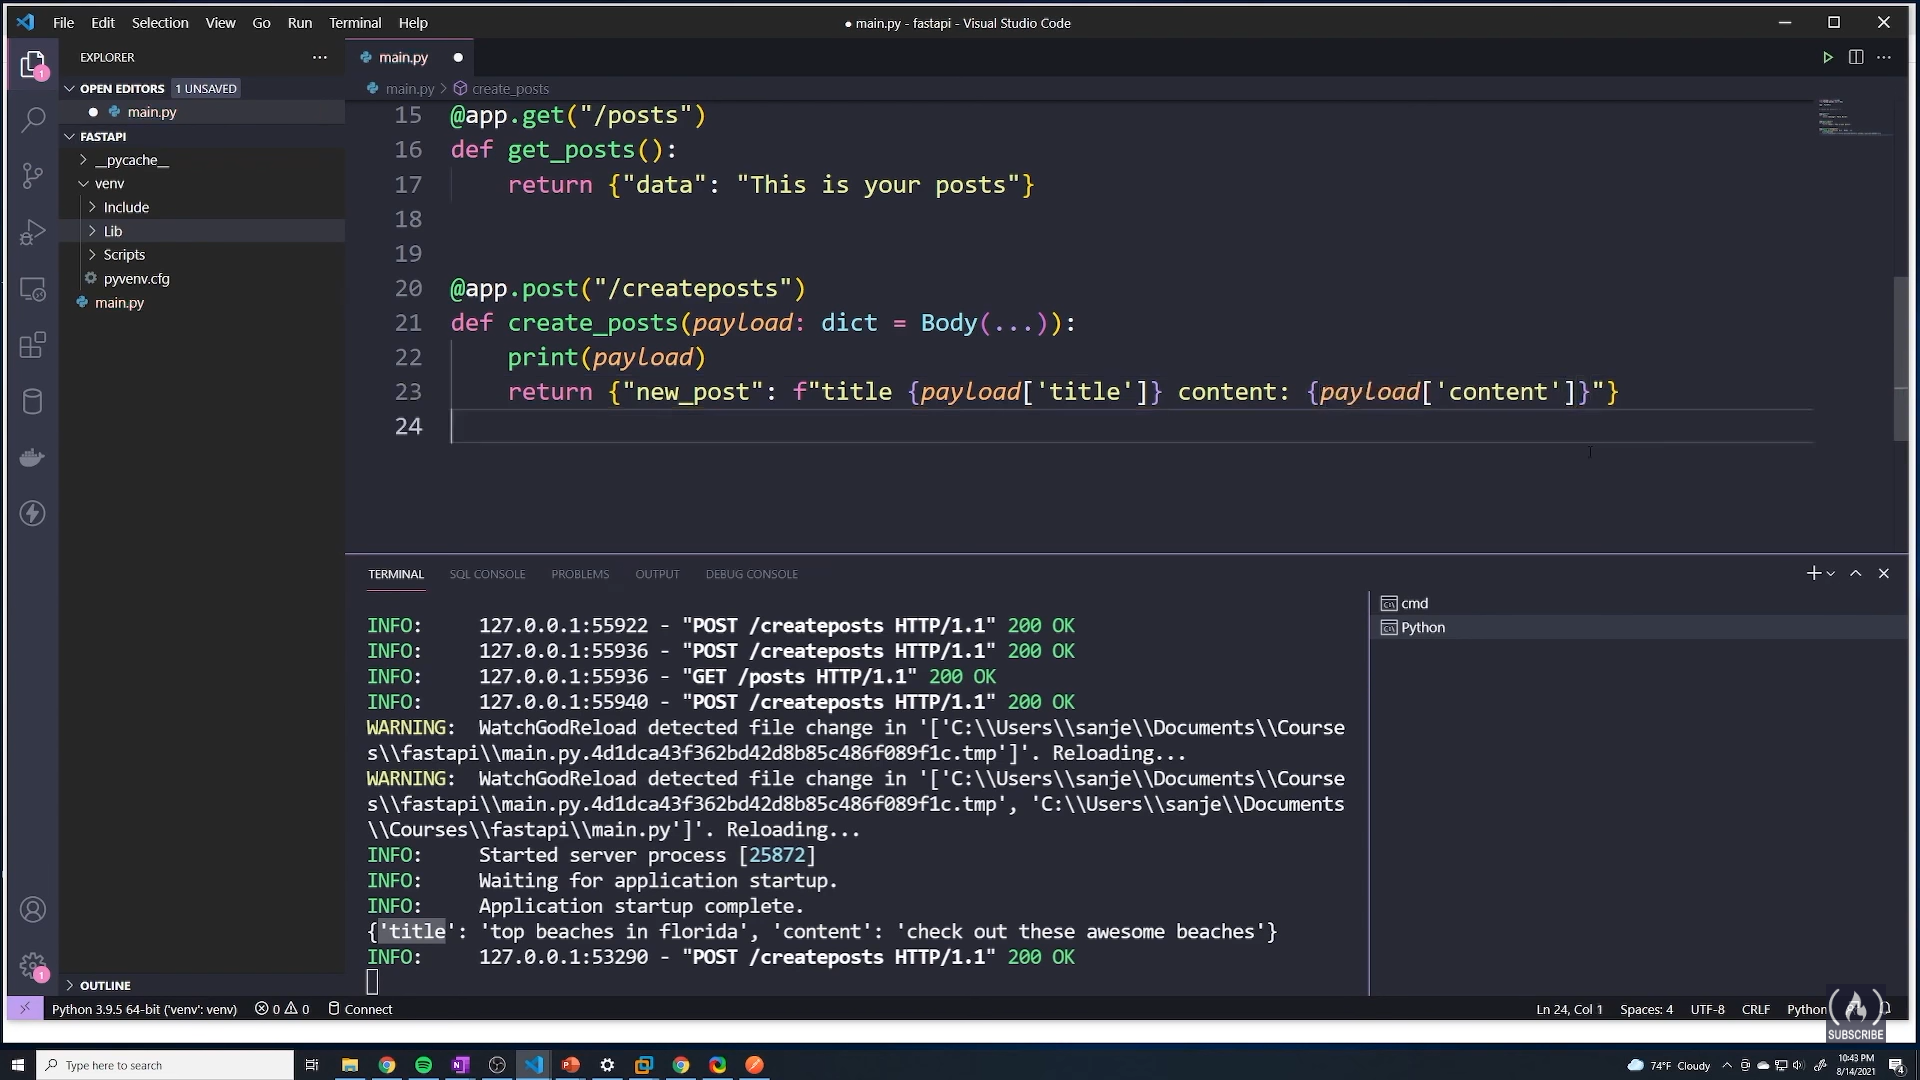 File Edit Selection View Go Run Terminal Help
● main.py - fastapi - Visual Studio Code
EXPLORER
main.py
OPEN EDITORS 1 UNSAVED
main.py
FASTAPI
__pycache__
venv
Include
Lib
Scripts
pyvenv.cfg
main.py
OUTLINE
main.py > create_posts
15 @app.get("/posts")
16 def get_posts():
17 return {"data": "This is your posts"}
18
19
20 @app.post("/createposts")
21 def create_posts(payload: dict = Body(...)):
22 print(payload)
23 return {"new_post": f"title {payload['title']} content: {payload['content']}"}
24
TERMINAL SQL CONSOLE PROBLEMS OUTPUT DEBUG CONSOLE
INFO: 127.0.0.1:55922 - "POST /createposts HTTP/1.1" 200 OK
INFO: 127.0.0.1:55936 - "POST /createposts HTTP/1.1" 200 OK
INFO: 127.0.0.1:55936 - "GET /posts HTTP/1.1" 200 OK
INFO: 127.0.0.1:55940 - "POST /createposts HTTP/1.1" 200 OK
WARNING: WatchGodReload detected file change in '['C:\\Users\\sanje\\Documents\\Course
s\\fastapi\\main.py.4d1dca43f362bd42d8b85c486f089f1c.tmp']'. Reloading...
WARNING: WatchGodReload detected file change in '['C:\\Users\\sanje\\Documents\\Course
s\\fastapi\\main.py.4d1dca43f362bd42d8b85c486f089f1c.tmp', 'C:\\Users\\sanje\\Documents
\\Courses\\fastapi\\main.py']'. Reloading...
INFO: Started server process [25872]
INFO: Waiting for application startup.
INFO: Application startup complete.
{'title': 'top beaches in florida', 'content': 'check out these awesome beaches'}
INFO: 127.0.0.1:53290 - "POST /createposts HTTP/1.1" 200 OK
cmd
Python
Python 3.9.5 64-bit ('venv': venv) 0 0 Connect
Ln 24, Col 1 Spaces: 4 UTF-8 CRLF Python
SUBSCRIBE
Type here to search
74°F Cloudy
10:43 PM
8/14/2021